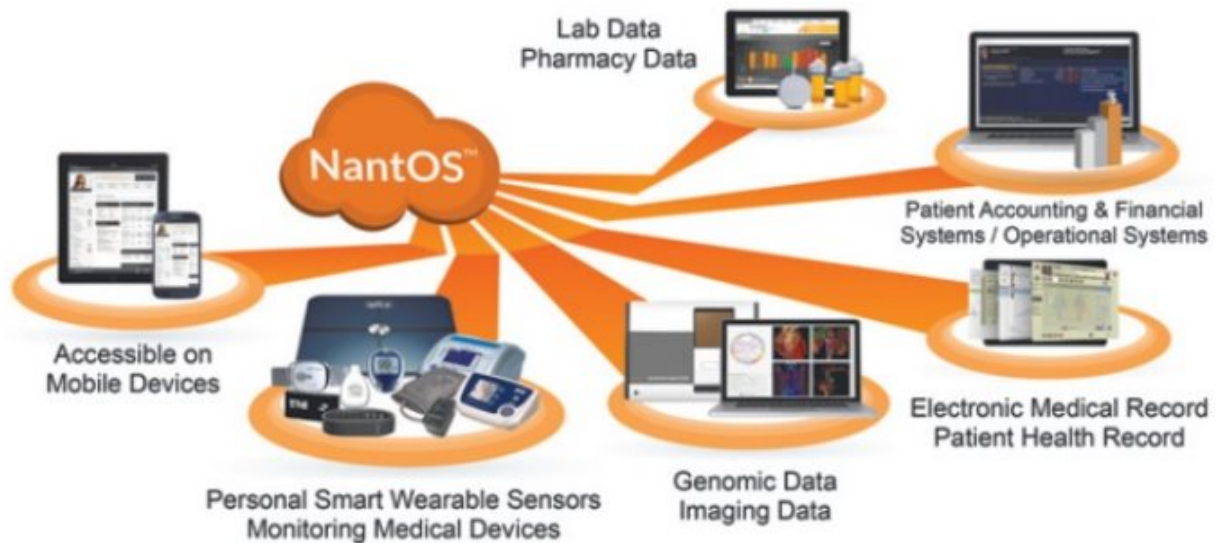 Lab Data
Pharmacy Data
NantOS™
Patient Accounting & Financial
Systems / Operational Systems
Accessible on
Mobile Devices
Electronic Medical Record
Patient Health Record
Genomic Data
Imaging Data
Personal Smart Wearable Sensors
Monitoring Medical Devices